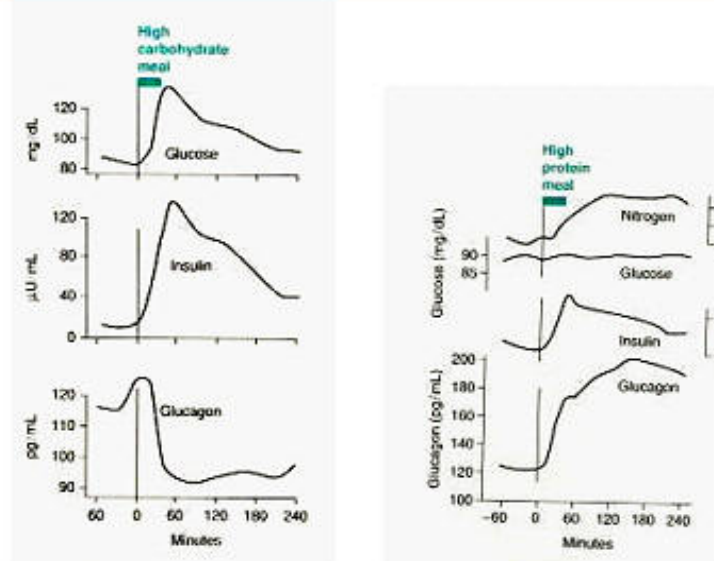 High
carbohydrate
meal
120
100
80
mg/dL
Glucose
120
80
40
0
µU/mL
Insulin
120
110
100
90
pg/mL
Glucagon
60 0 60 120 180 240
Minutes
High
protein
meal
Nitrogen
90
85
Glucose (mg/dL)
Glucose
Insulin
200
180
160
140
120
100
Glucagon (pg/mL)
Glucagon
-60 0 60 120 180 240
Minutes